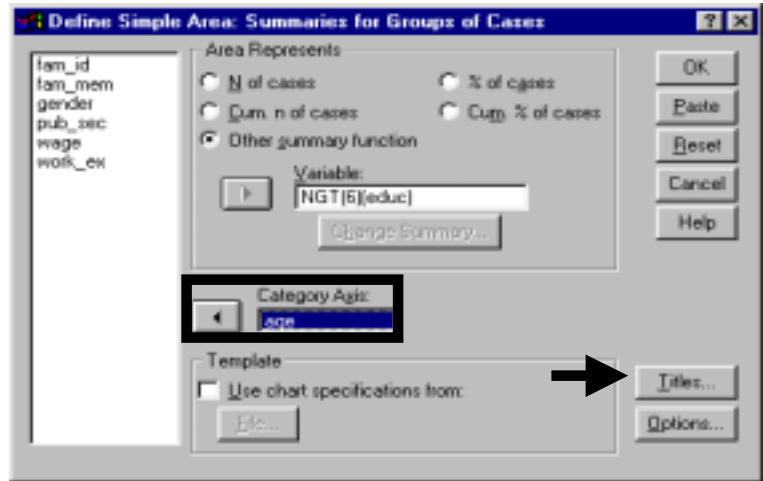 Define Simple Area: Summaries for Groups of Cases
fam_id
fam_mem
gender
pub_sec
wage
work_ex
Area Represents
N of cases
% of cases
Cum. n of cases
Cum. % of cases
Other summary function
Variable:
NGT(6)(educ)
Change Summary...
Category Axis:
age
Template
Use chart specifications from:
File...
OK
Paste
Reset
Cancel
Help
Titles...
Options...